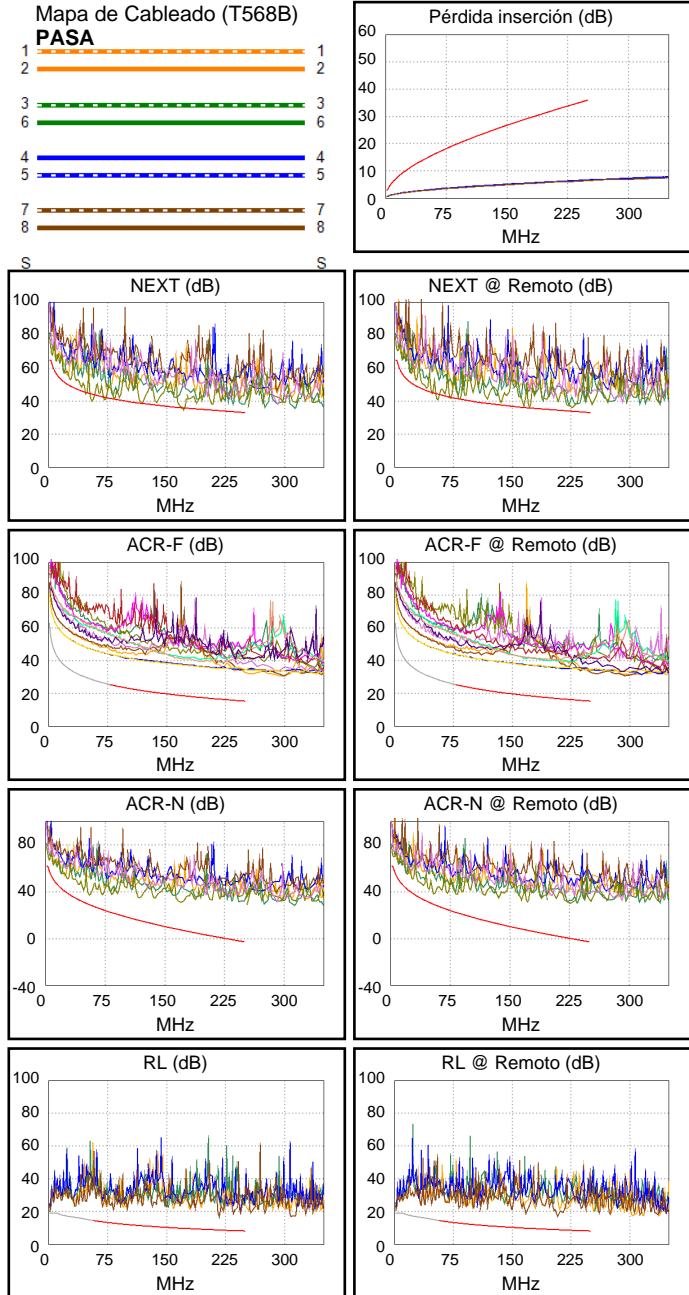 Mapa de Cableado (T568B)
PASA
1 1
2 2
3 3
6 6
4 4
5 5
7 7
8 8
S S
Pérdida inserción (dB)
60
50
40
30
20
10
0
0 75 150 225 300
MHz
NEXT (dB)
100
80
60
40
20
0
0 75 150 225 300
MHz
NEXT @ Remoto (dB)
100
80
60
40
20
0
0 75 150 225 300
MHz
ACR-F (dB)
100
80
60
40
20
0
0 75 150 225 300
MHz
ACR-F @ Remoto (dB)
100
80
60
40
20
0
0 75 150 225 300
MHz
ACR-N (dB)
80
40
0
-40
0 75 150 225 300
MHz
ACR-N @ Remoto (dB)
80
40
0
-40
0 75 150 225 300
MHz
RL (dB)
100
80
60
40
20
0
0 75 150 225 300
MHz
RL @ Remoto (dB)
100
80
60
40
20
0
0 75 150 225 300
MHz